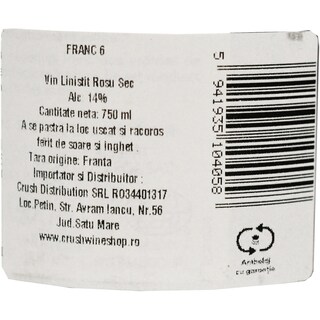 FRANC 6
Vin Linistit Rosu Sec
Alc 14%
Cantitate neta: 750 ml
A se pastra la loc uscat si racoros
ferit de soare si inghet .
Tara origine: Franta
Importator si Distribuitor :
Crush Distribution SRL RO34401317
Loc.Petin, Str. Avram Iancu, Nr.56
Jud.Satu Mare
www.crushwineshop.ro
5 941935 104058
Ambalaj
cu garanție